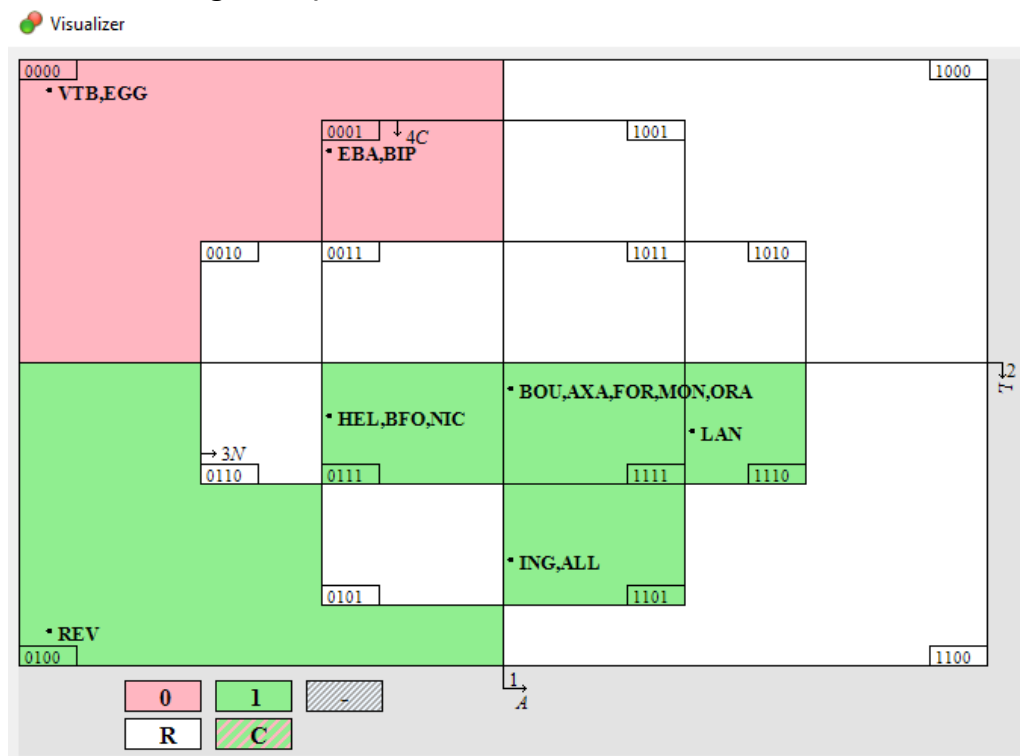 Visualizer
0000
1000
VTB,EGG
0001
4C
1001
EBA,BIP
0010
0011
1011
1010
2
T
BOU,AXA,FOR,MON,ORA
HEL,BFO,NIC
LAN
3N
0110
0111
1111
1110
ING,ALL
0101
1101
REV
0100
1100
1
A
0
1
-
R
C